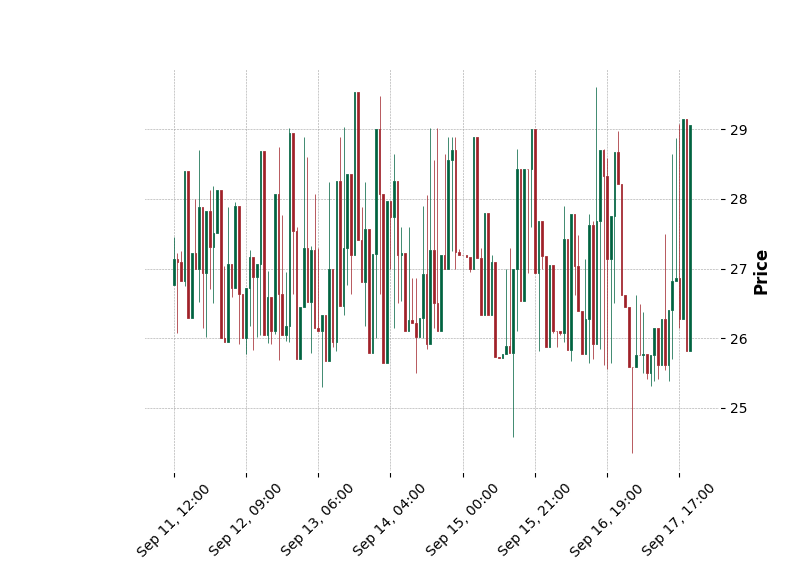 29
28
27
26
25
Price
Sep 11, 12:00
Sep 12, 09:00
Sep 13, 06:00
Sep 14, 04:00
Sep 15, 00:00
Sep 15, 21:00
Sep 16, 19:00
Sep 17, 17:00